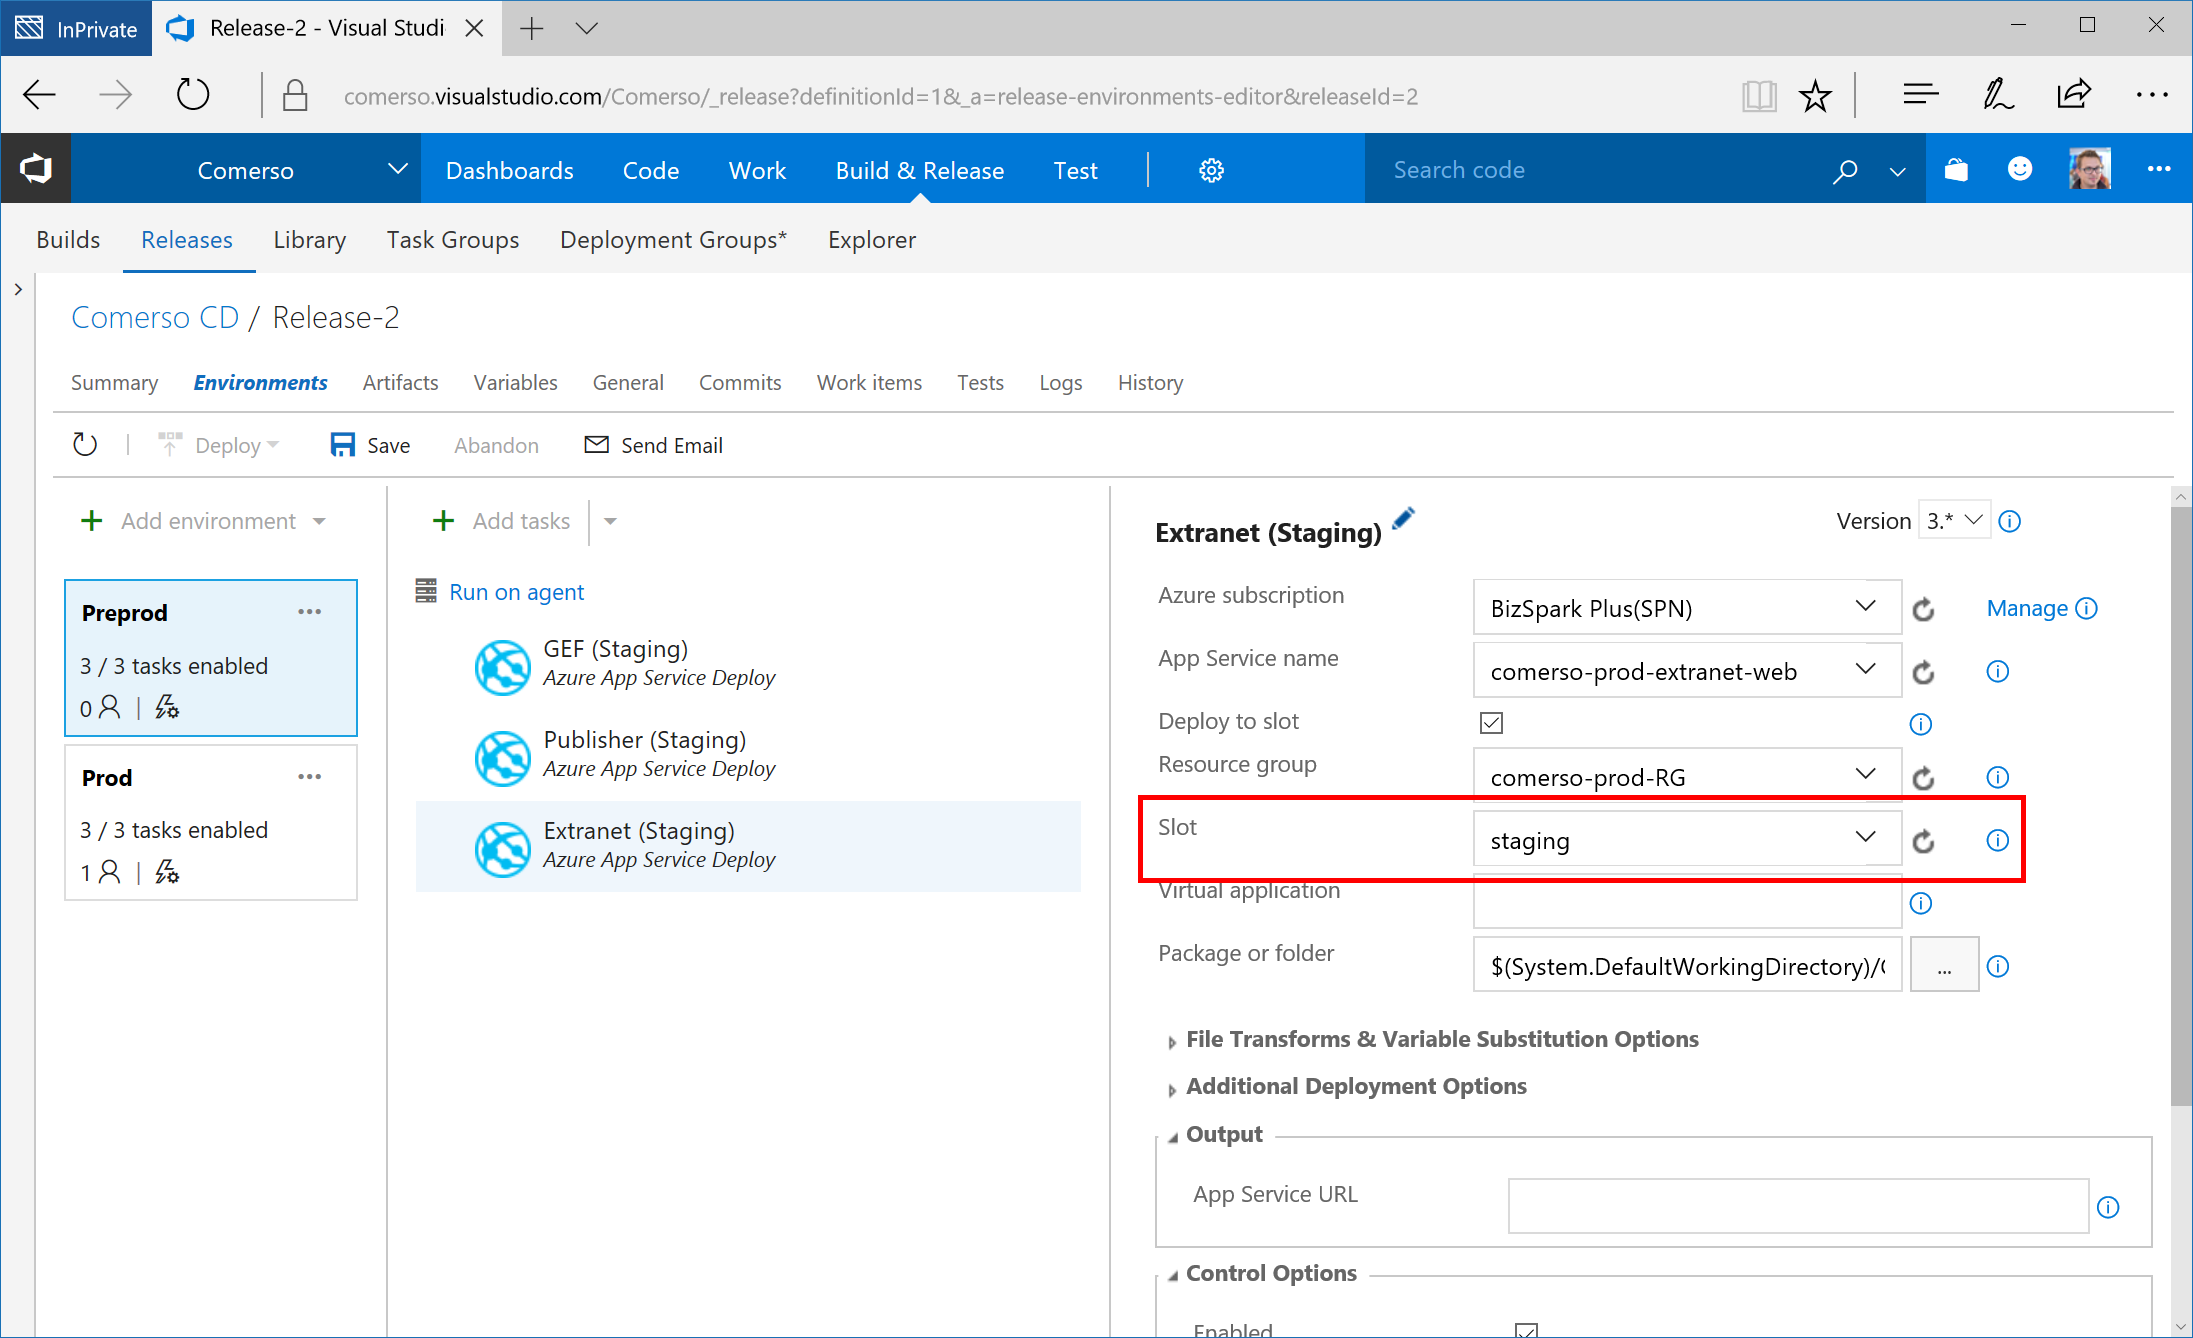 InPrivate
Release-2 - Visual Studi
comerso.visualstudio.com/Comerso/_release?definitionId=1&_a=release-environments-editor&releaseId=2
Comerso
Dashboards
Code
Work
Build & Release
Test
Search code
Builds
Releases
Library
Task Groups
Deployment Groups*
Explorer
Comerso CD / Release-2
Summary
Environments
Artifacts
Variables
General
Commits
Work items
Tests
Logs
History
Deploy
Save
Abandon
Send Email
Add environment
Preprod
3 / 3 tasks enabled
0
Prod
3 / 3 tasks enabled
1
Add tasks
Run on agent
GEF (Staging)
Azure App Service Deploy
Publisher (Staging)
Azure App Service Deploy
Extranet (Staging)
Azure App Service Deploy
Extranet (Staging)
Version 3.*
Azure subscription
BizSpark Plus(SPN)
Manage
App Service name
comerso-prod-extranet-web
Deploy to slot
Resource group
comerso-prod-RG
Slot
staging
Virtual application
Package or folder
$(System.DefaultWorkingDirectory)/
...
File Transforms & Variable Substitution Options
Additional Deployment Options
Output
App Service URL
Control Options
Enabled